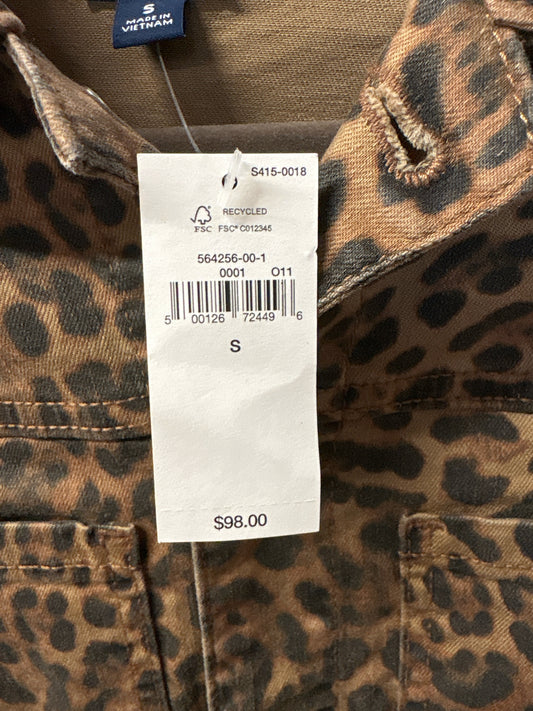 S
MADE IN
VIETNAM
S415-0018
RECYCLED
FSC FSC® C012345
564256-00-1
0001 O11
5 00126 72449 6
S
$98.00